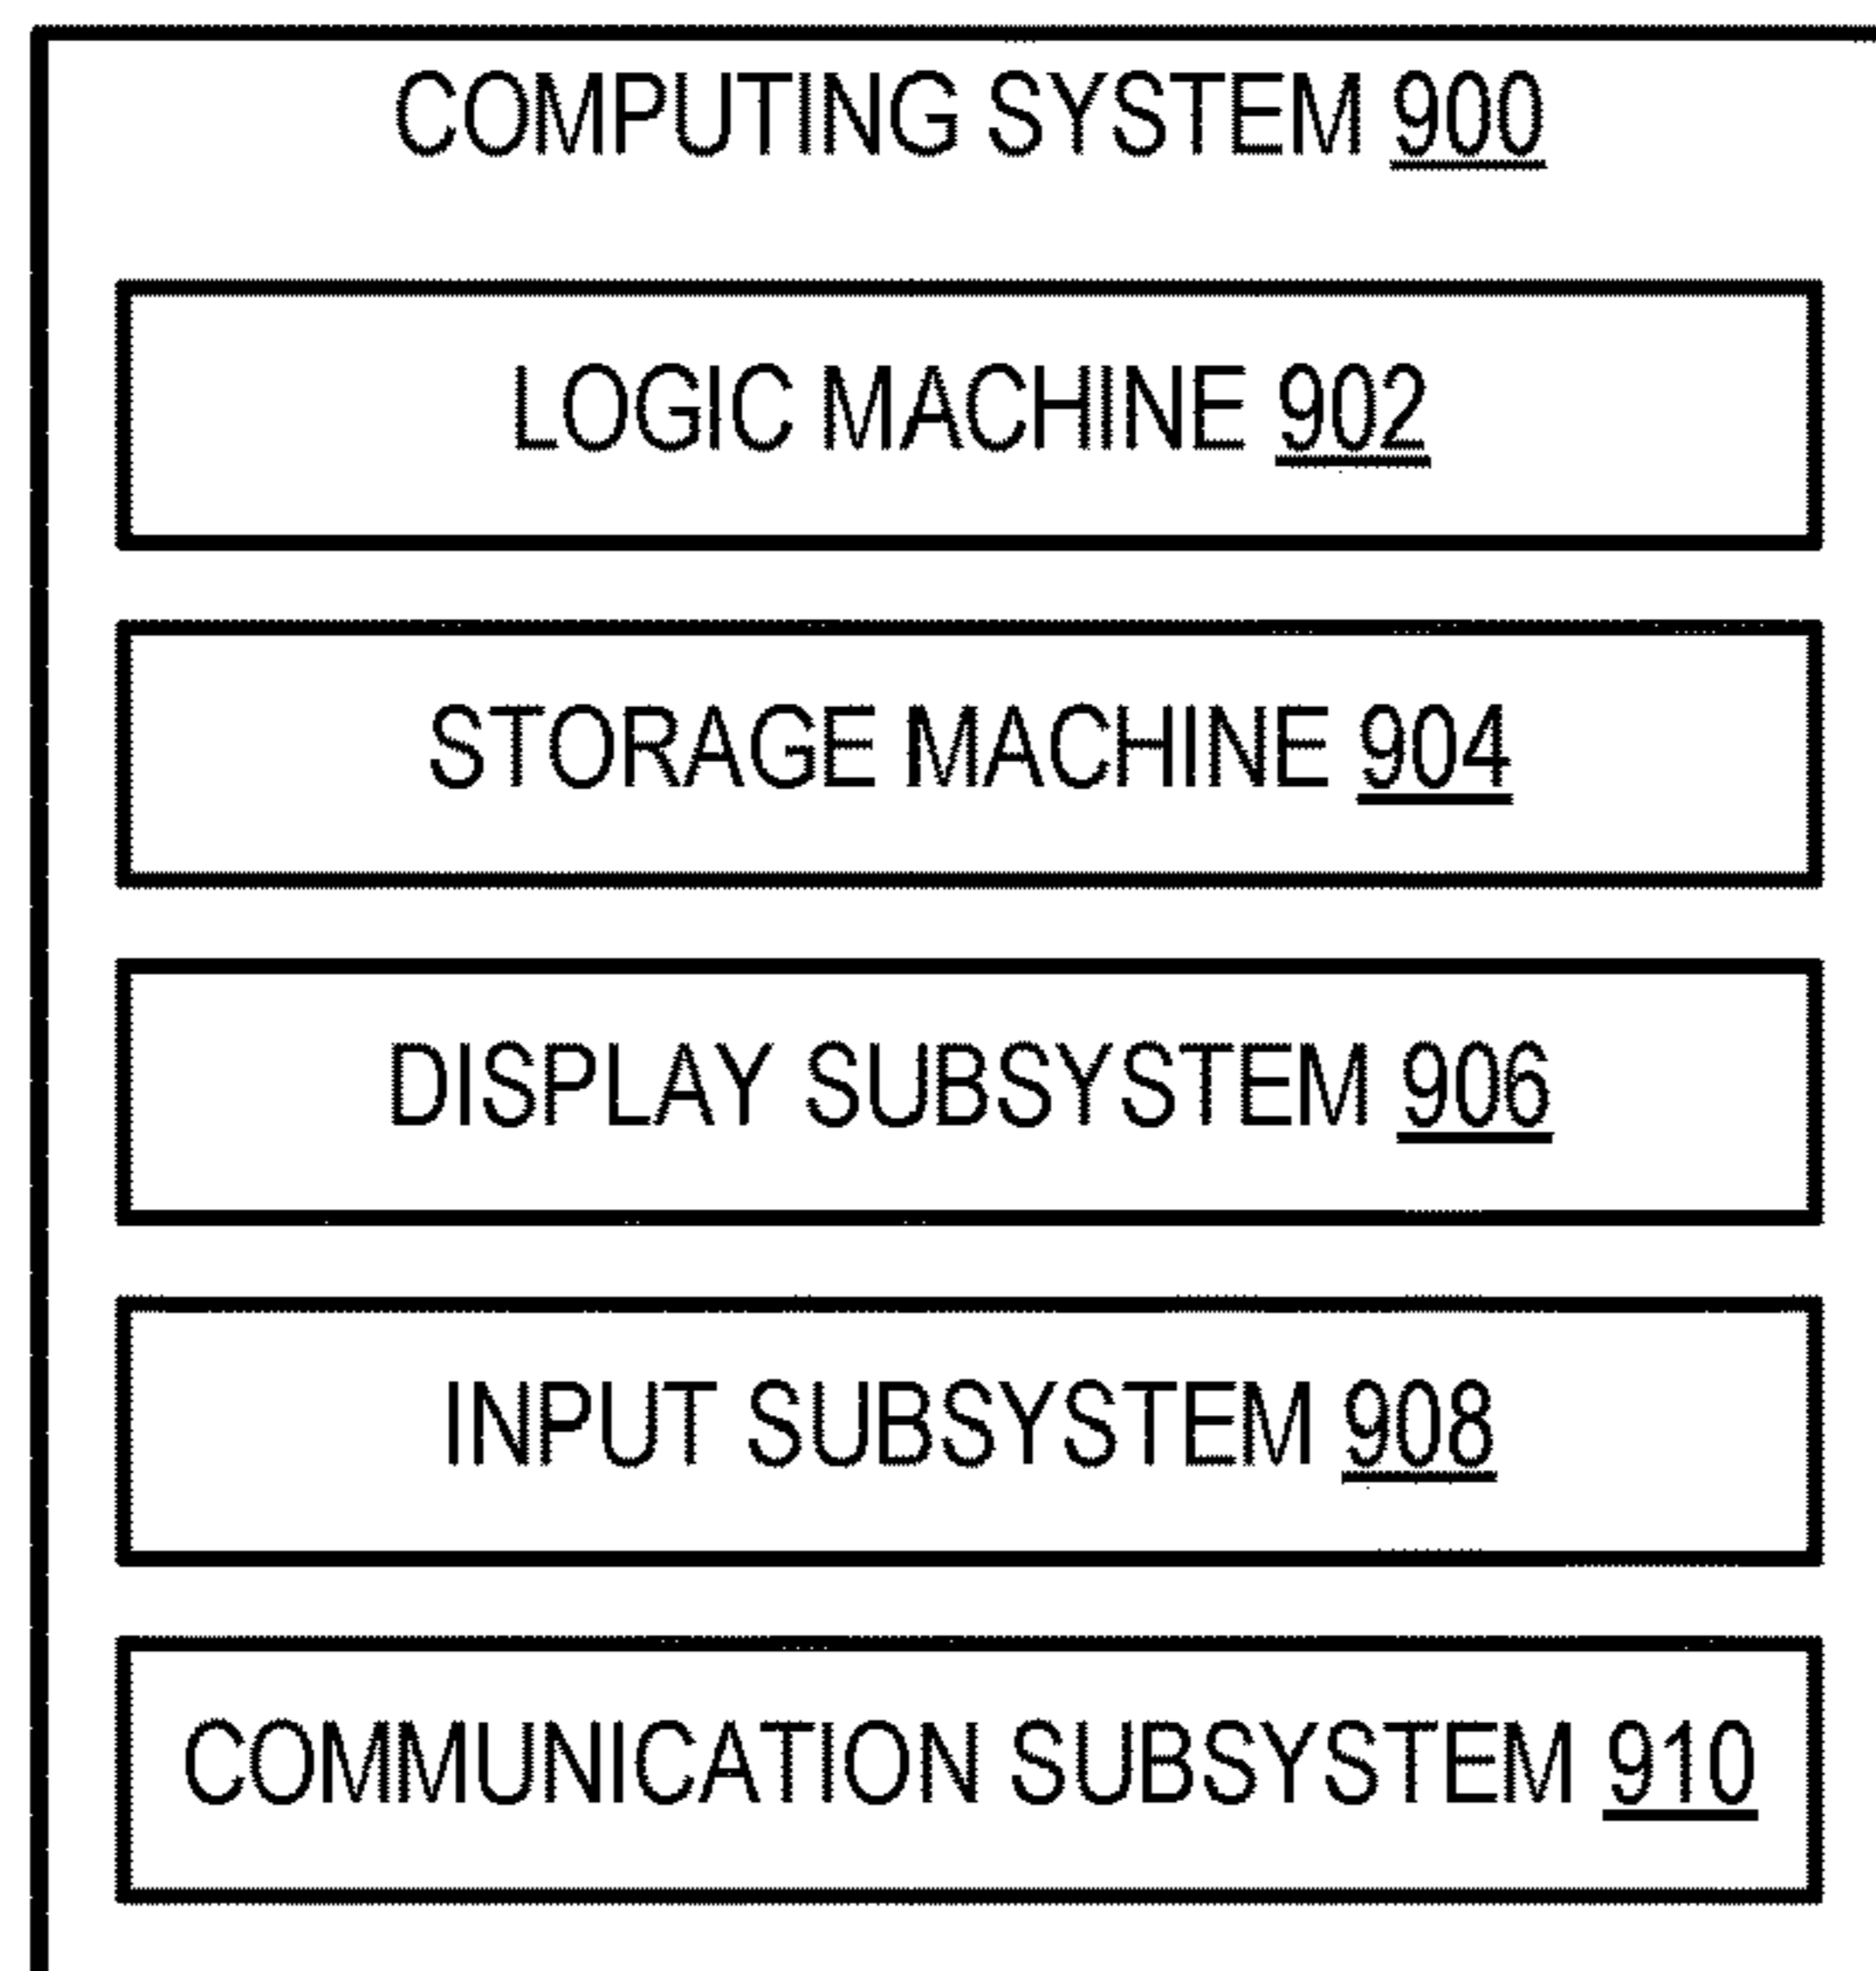 COMPUTING SYSTEM 900
LOGIC MACHINE 902
STORAGE MACHINE 904
DISPLAY SUBSYSTEM 906
INPUT SUBSYSTEM 908
COMMUNICATION SUBSYSTEM 910